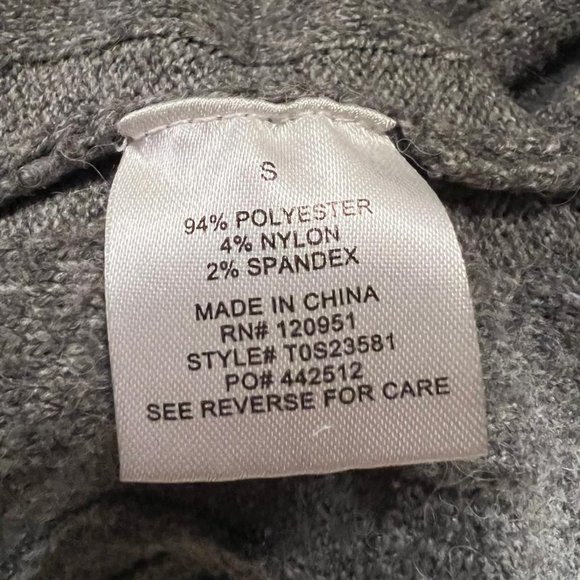 S
94% POLYESTER
4% NYLON
2% SPANDEX
MADE IN CHINA
RN# 120951
STYLE# T0S23581
PO# 442512
SEE REVERSE FOR CARE